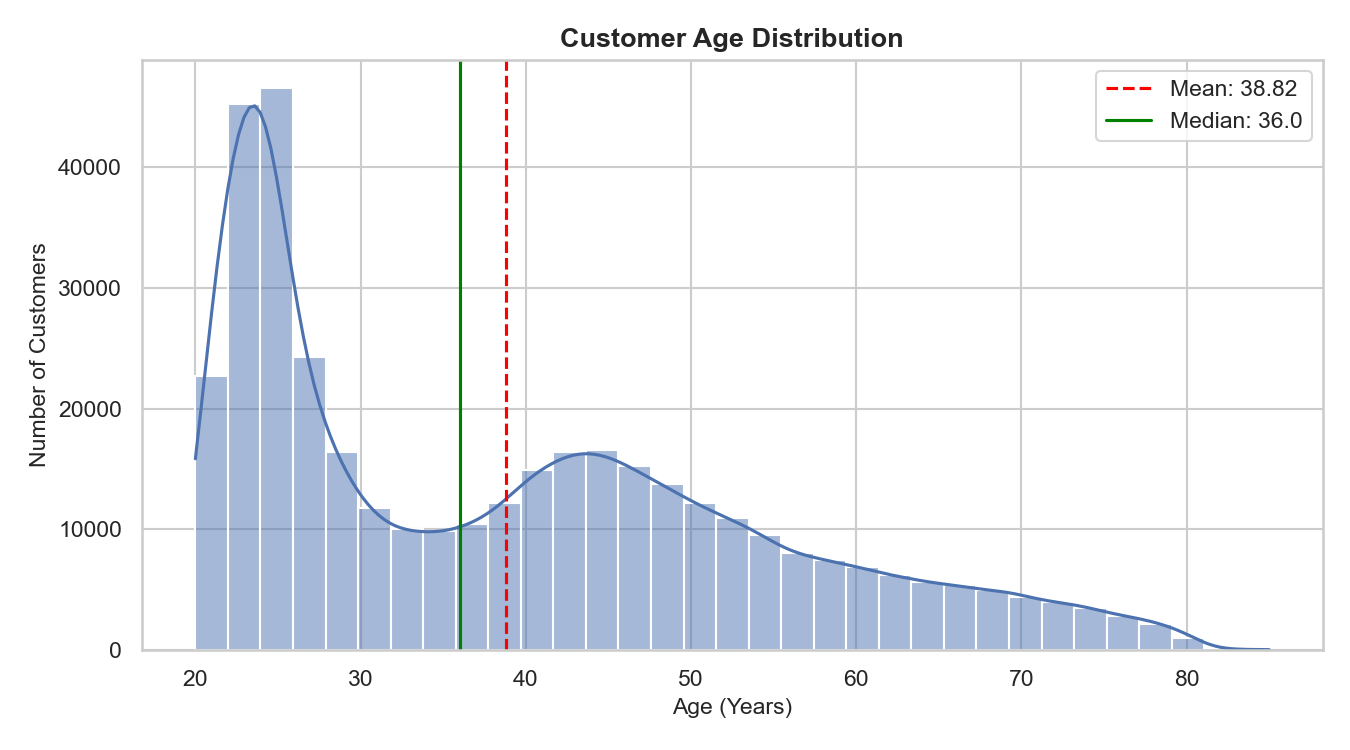 Customer Age Distribution
Mean: 38.82
Median: 36.0
Number of Customers
40000
30000
20000
10000
0
20 30 40 50 60 70 80
Age (Years)